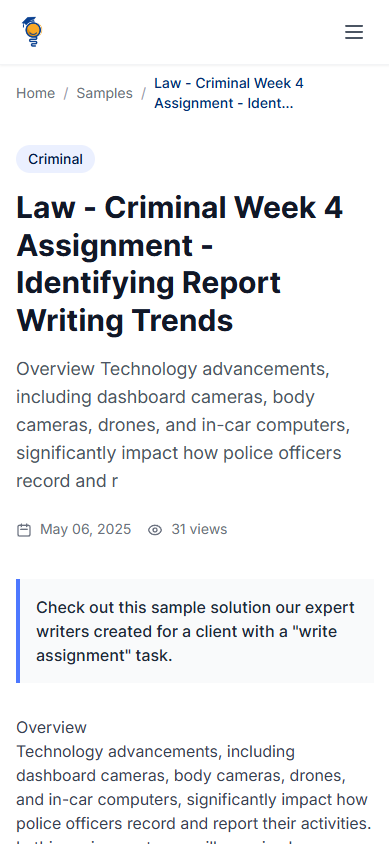 Home / Samples / Law - Criminal Week 4
Assignment - Ident...
Criminal
Law - Criminal Week 4
Assignment -
Identifying Report
Writing Trends
Overview Technology advancements,
including dashboard cameras, body
cameras, drones, and in-car computers,
significantly impact how police officers
record and r
May 06, 2025 31 views
Check out this sample solution our expert
writers created for a client with a "write
assignment" task.
Overview
Technology advancements, including
dashboard cameras, body cameras, drones,
and in-car computers, significantly impact how
police officers record and report their activities.